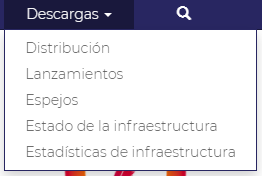 Descargas
Distribución
Lanzamientos
Espejos
Estado de la infraestructura
Estadísticas de infraestructura